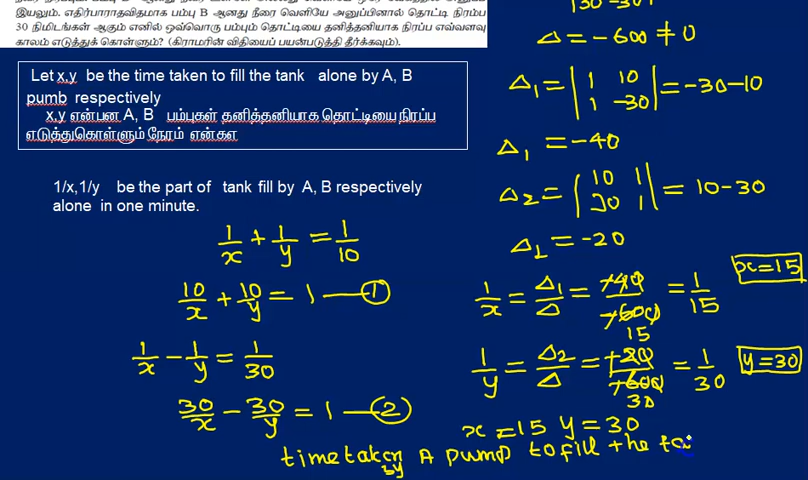 எதிர்பாராதவிதமாக பம்பு B ஆனது நீரை வெளியே அனுப்பினால் தொட்டி நிரம்ப
30 நிமிடங்கள் ஆகும் எனில் ஒவ்வொரு பம்பும் தொட்டியை தனித்தனியாக நிரப்ப எவ்வளவு
காலம் எடுத்துக் கொள்ளும்? (கிராமரின் விதியைப் பயன்படுத்தி தீர்க்கவும்).
Let x,y be the time taken to fill the tank alone by A, B
pumb respectively
x,y என்பன A, B பம்புகள் தனித்தனியாக தொட்டியை நிரப்ப
எடுத்துகொள்ளும் நேரம் என்க
1/x,1/y be the part of tank fill by A, B respectively
alone in one minute.
1/x + 1/y = 1/10
10/x + 10/y = 1 — ①
1/x - 1/y = 1/30
30/x - 30/y = 1 — ②
Δ = -600 ≠ 0
Δ1 = | 1 10 | = -30-10
| 1 -30 |
Δ1 = -40
Δ2 = | 10 1 | = 10-30
| 30 1 |
Δ2 = -20
1/x = Δ1/Δ = -40/-600 = 1/15
15
x=15
1/y = Δ2/Δ = -20/-600 = 1/30
30
y=30
x = 15 y = 30
time taken by A pump to fill the ta